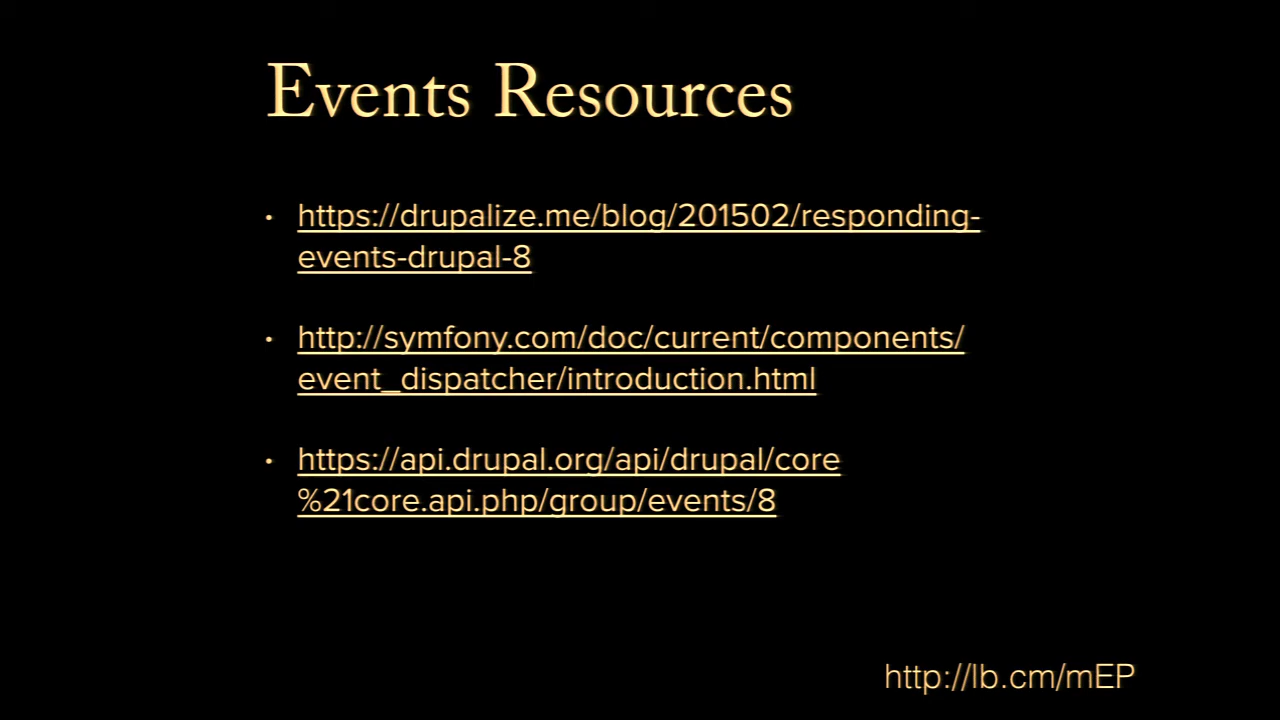 Events Resources
• https://drupalize.me/blog/201502/responding-
events-drupal-8
• http://symfony.com/doc/current/components/
event_dispatcher/introduction.html
• https://api.drupal.org/api/drupal/core
%21core.api.php/group/events/8
http://lb.cm/mEP